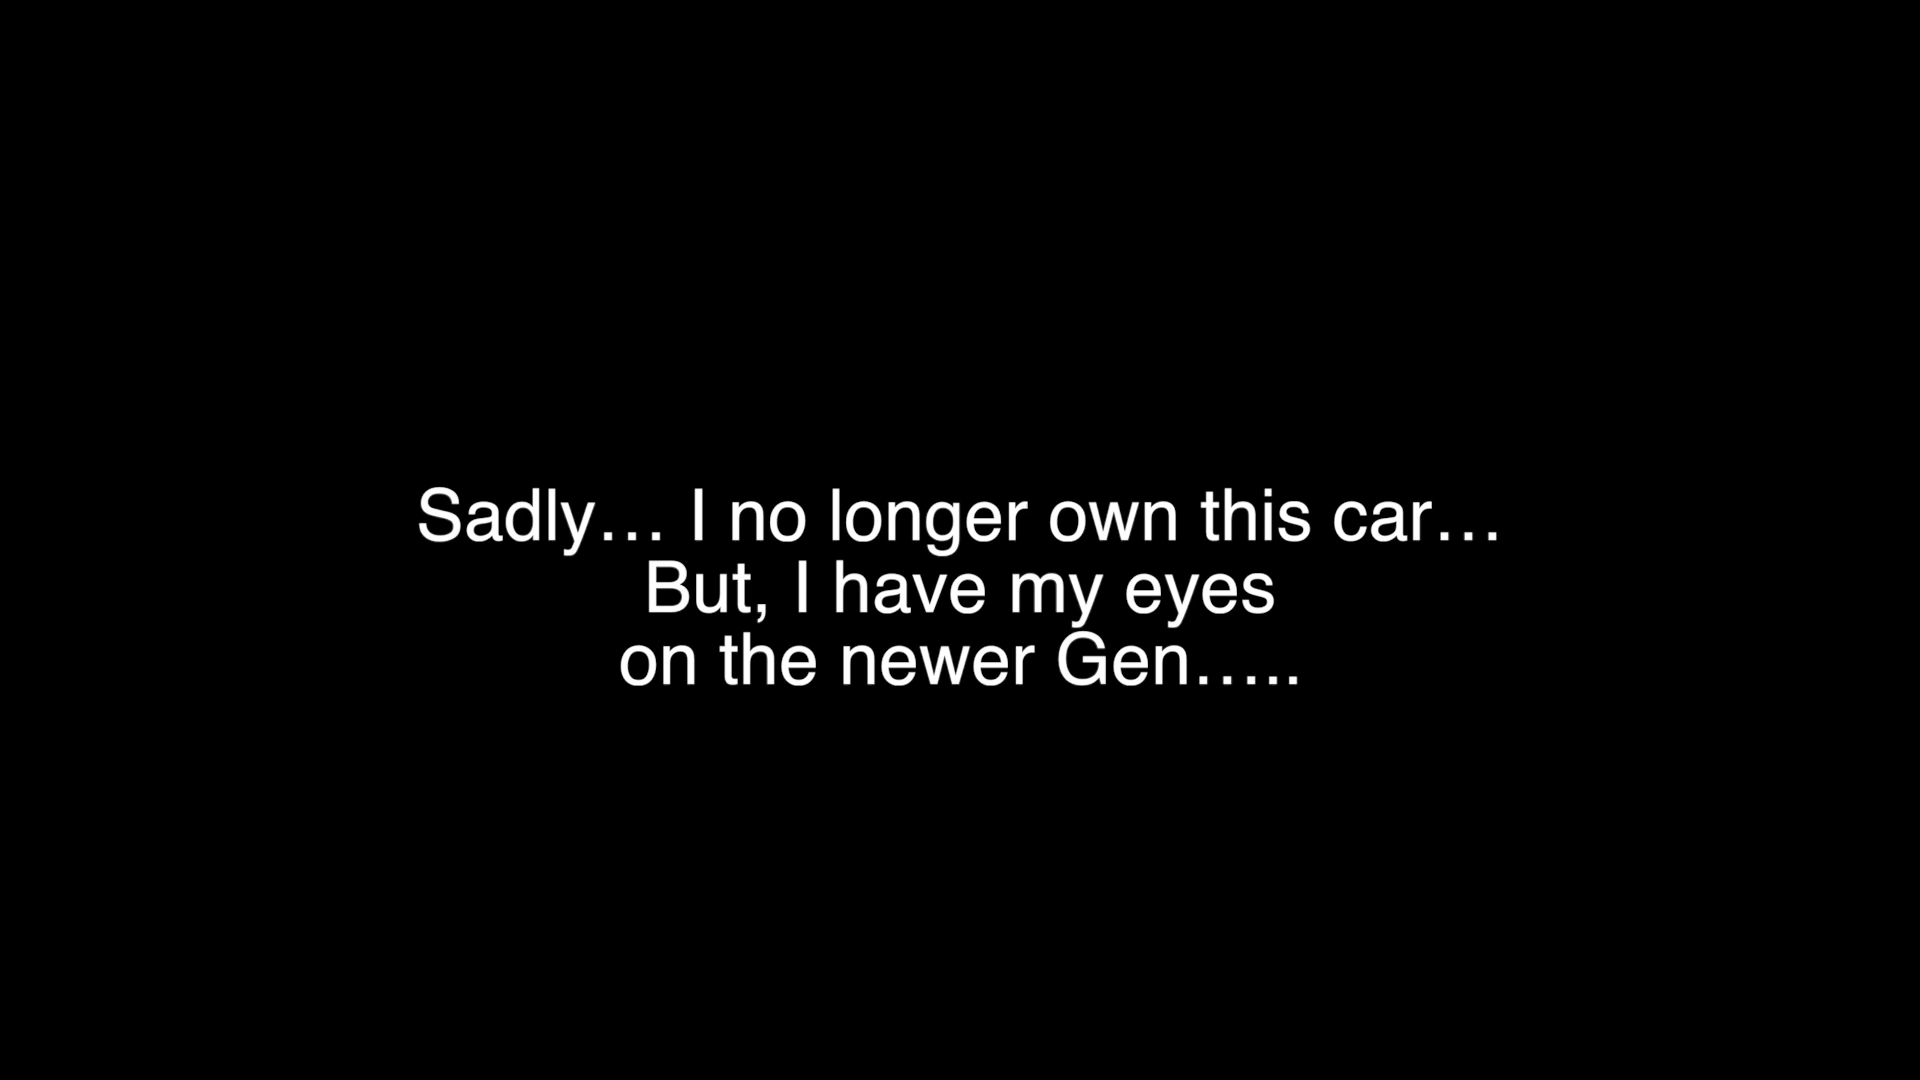 Sadly… I no longer own this car…
But, I have my eyes
on the newer Gen…..